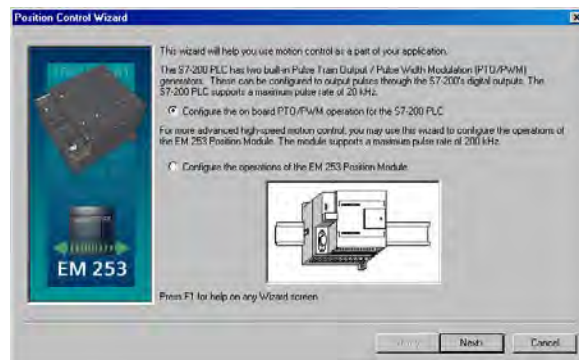 Position Control Wizard
This wizard will help you use motion control as a part of your application.
The S7-200 PLC has two built-in Pulse Train Output / Pulse Width Modulation (PTO/PWM)
generators. These can be configured to output pulses through the S7-200's digital outputs. The
S7-200 PLC supports a maximum pulse rate of 20 kHz.
Configure the on board PTO/PWM operation for the S7-200 PLC
For more advanced high-speed motion control, you may use this wizard to configure the operations of
the EM 253 Position Module. The module supports a maximum pulse rate of 200 kHz.
Configure the operations of the EM 253 Position Module
EM 253
Press F1 for help on any Wizard screen
Next>
Cancel